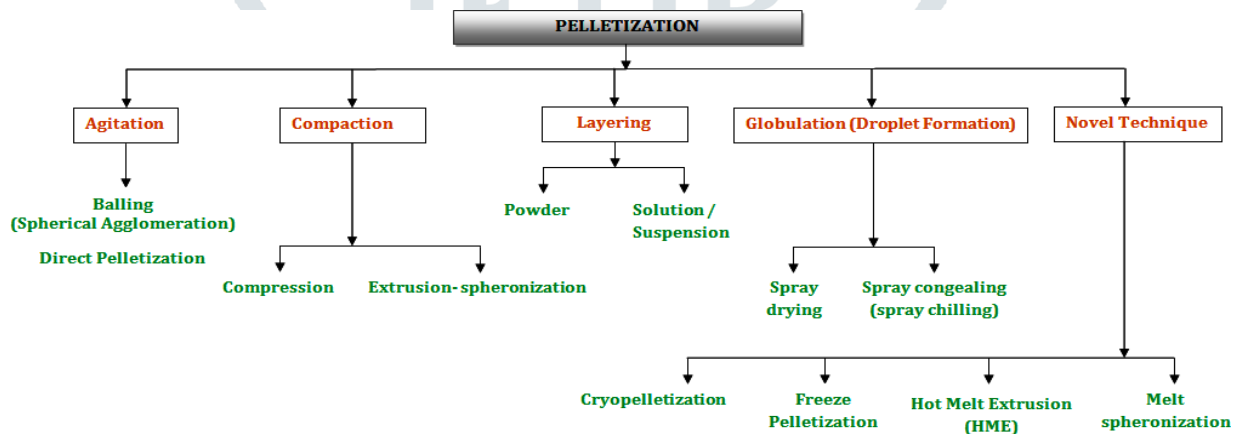 PELLETIZATION
Agitation
Compaction
Layering
Globulation (Droplet Formation)
Novel Technique
Balling
(Spherical Agglomeration)
Direct Pelletization
Compression
Extrusion- spheronization
Powder
Solution /
Suspension
Spray
drying
Spray congealing
(spray chilling)
Cryopelletization
Freeze
Pelletization
Hot Melt Extrusion
(HME)
Melt
spheronization